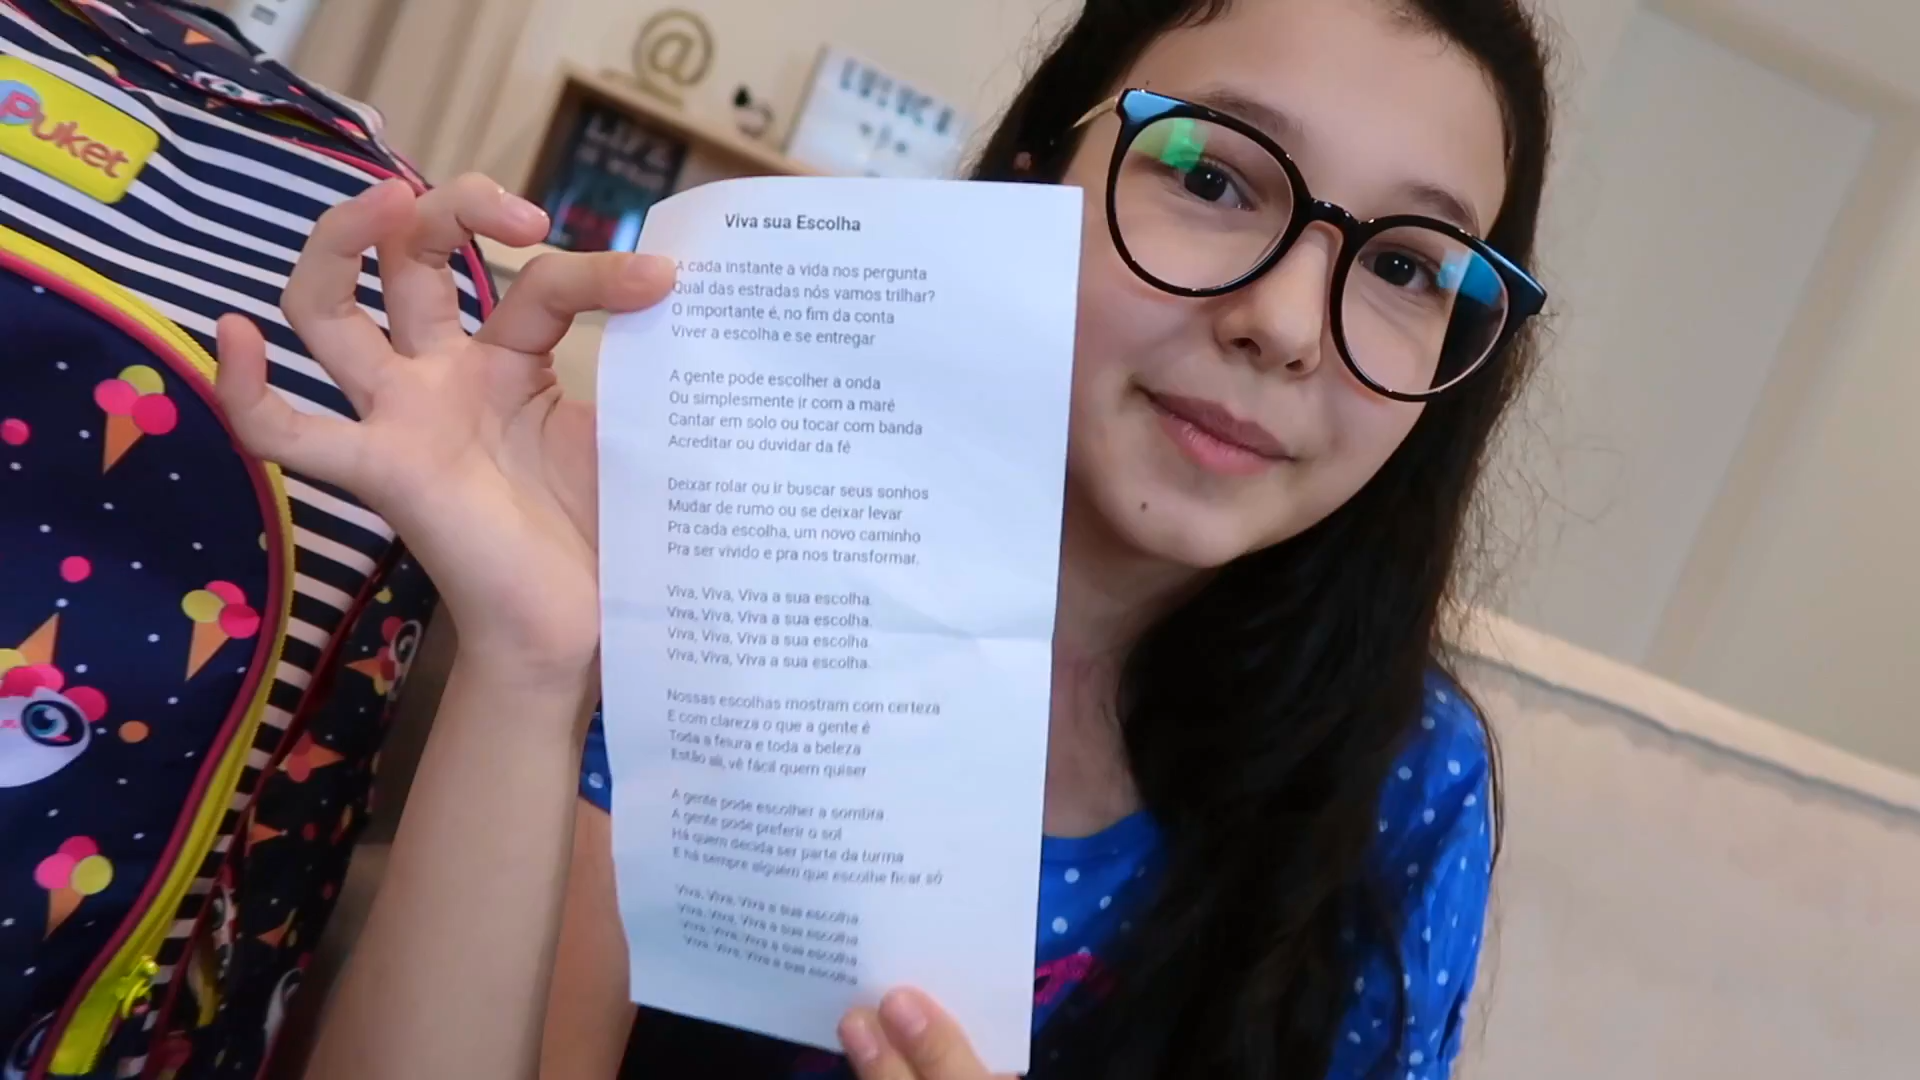 Puket
Viva sua Escolha
A cada instante a vida nos pergunta
Qual das estradas nós vamos trilhar?
O importante é, no fim da conta
Viver a escolha e se entregar
A gente pode escolher a onda
Ou simplesmente ir com a maré
Cantar em solo ou tocar com banda
Acreditar ou duvidar da fé
Deixar rolar ou ir buscar seus sonhos
Mudar de rumo ou se deixar levar
Pra cada escolha, um novo caminho
Pra ser vivido e pra nos transformar.
Viva, Viva, Viva a sua escolha.
Viva, Viva, Viva a sua escolha.
Viva, Viva, Viva a sua escolha
Viva, Viva, Viva a sua escolha.
Nossas escolhas mostram com certeza
E com clareza o que a gente é
Toda a feiura e toda a beleza
Estão ali, vê fácil quem quiser
A gente pode escolher a sombra
A gente pode preferir o sol
Há quem decida ser parte da turma
E há sempre alguém que escolhe ficar só
Viva, Viva, Viva a sua escolha
Viva, Viva, Viva a sua escolha
Viva, Viva, Viva a sua escolha
Viva, Viva, Viva a sua escolha
@